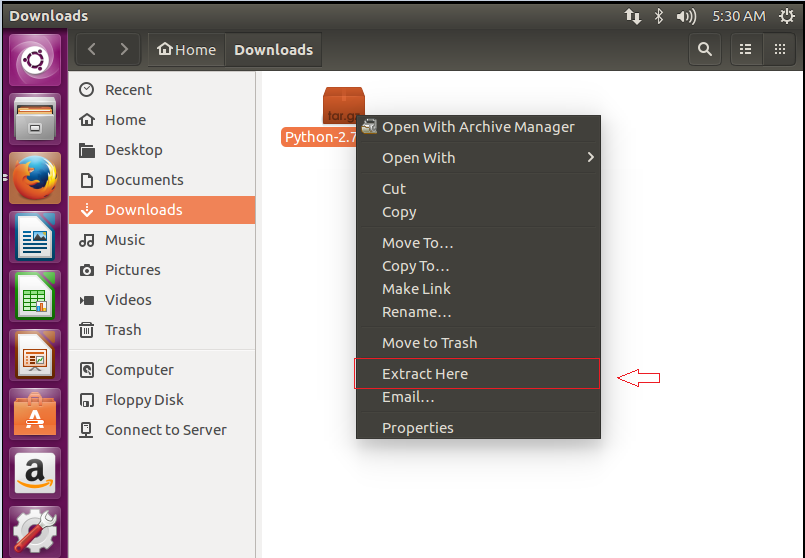 Downloads
5:30 AM
Home
Downloads
Recent
Home
Desktop
Documents
Downloads
Music
Pictures
Videos
Trash
Computer
Floppy Disk
Connect to Server
tar.gz
Python-2.7
Open With Archive Manager
Open With
Cut
Copy
Move To...
Copy To...
Make Link
Rename...
Move to Trash
Extract Here
Email...
Properties
a